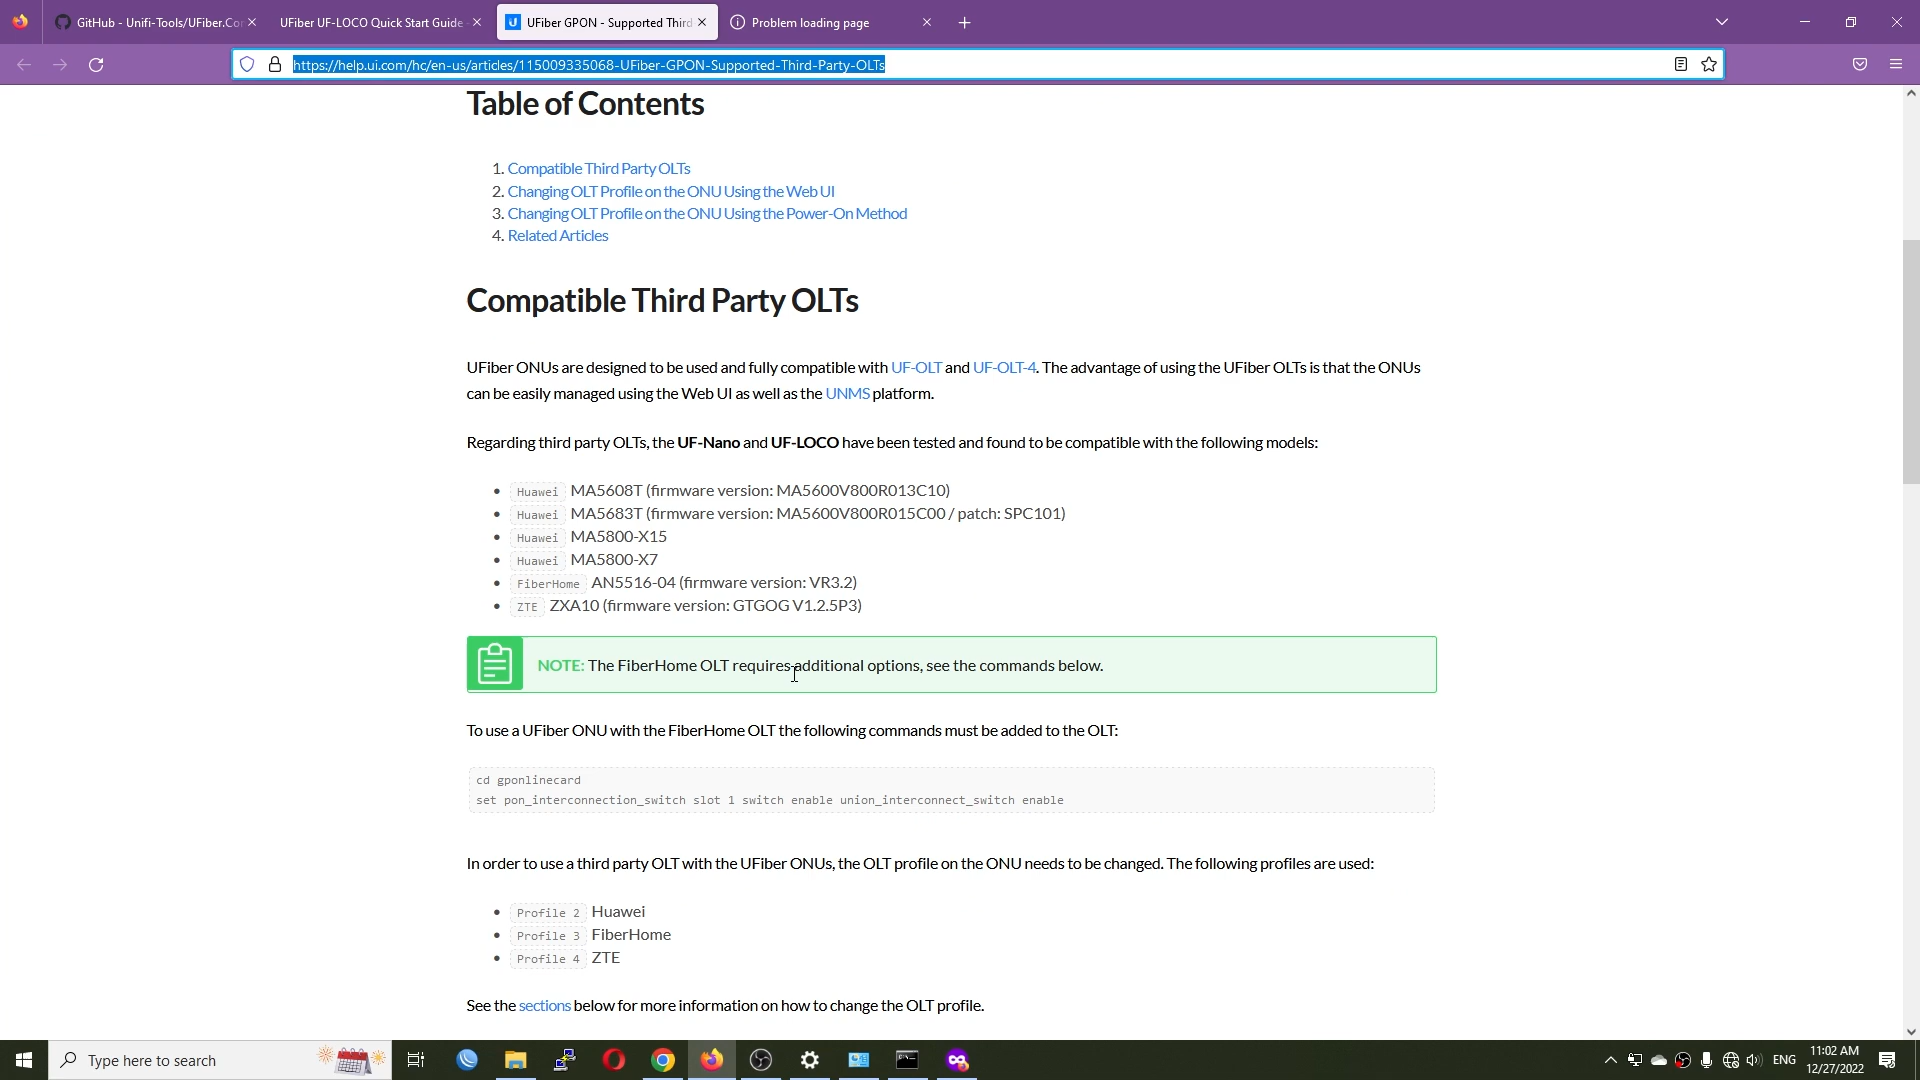 GitHub - Unifi-Tools/UFiber.Con
UFiber UF-LOCO Quick Start Guide
UFiber GPON - Supported Third
Problem loading page
https://help.ui.com/hc/en-us/articles/115009335068-UFiber-GPON-Supported-Third-Party-OLTs
Table of Contents
1. Compatible Third Party OLTs
2. Changing OLT Profile on the ONU Using the Web UI
3. Changing OLT Profile on the ONU Using the Power-On Method
4. Related Articles
Compatible Third Party OLTs
UFiber ONUs are designed to be used and fully compatible with UF-OLT and UF-OLT-4. The advantage of using the UFiber OLTs is that the ONUs
can be easily managed using the Web UI as well as the UNMS platform.
Regarding third party OLTs, the UF-Nano and UF-LOCO have been tested and found to be compatible with the following models:
• Huawei MA5608T (firmware version: MA5600V800R013C10)
• Huawei MA5683T (firmware version: MA5600V800R015C00 / patch: SPC101)
• Huawei MA5800-X15
• Huawei MA5800-X7
• FiberHome AN5516-04 (firmware version: VR3.2)
• ZTE ZXA10 (firmware version: GTGOG V1.2.5P3)
NOTE: The FiberHome OLT requires additional options, see the commands below.
To use a UFiber ONU with the FiberHome OLT the following commands must be added to the OLT:
cd gponlinecard
set pon_interconnection_switch slot 1 switch enable union_interconnect_switch enable
In order to use a third party OLT with the UFiber ONUs, the OLT profile on the ONU needs to be changed. The following profiles are used:
• Profile 2 Huawei
• Profile 3 FiberHome
• Profile 4 ZTE
See the sections below for more information on how to change the OLT profile.
Type here to search
ENG
11:02 AM
12/27/2022